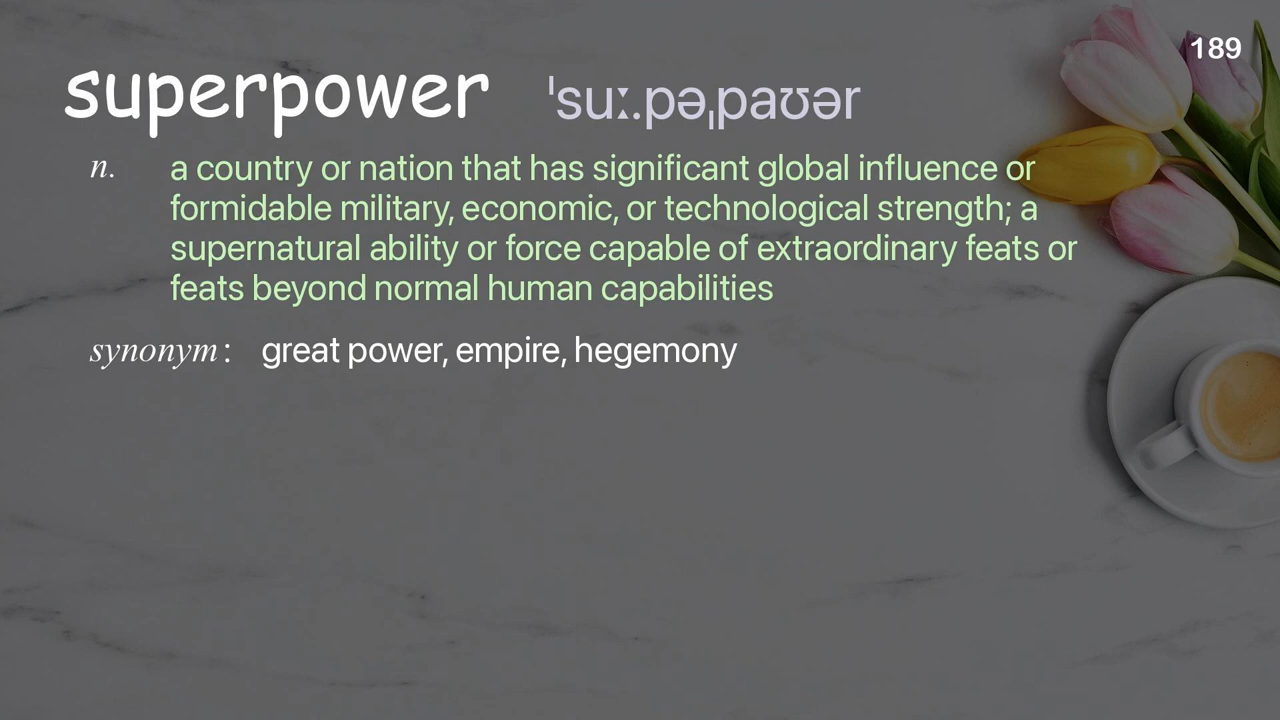 189
superpower ˈsuː.pəˌpaʊər
n. a country or nation that has significant global influence or
formidable military, economic, or technological strength; a
supernatural ability or force capable of extraordinary feats or
feats beyond normal human capabilities
synonym: great power, empire, hegemony